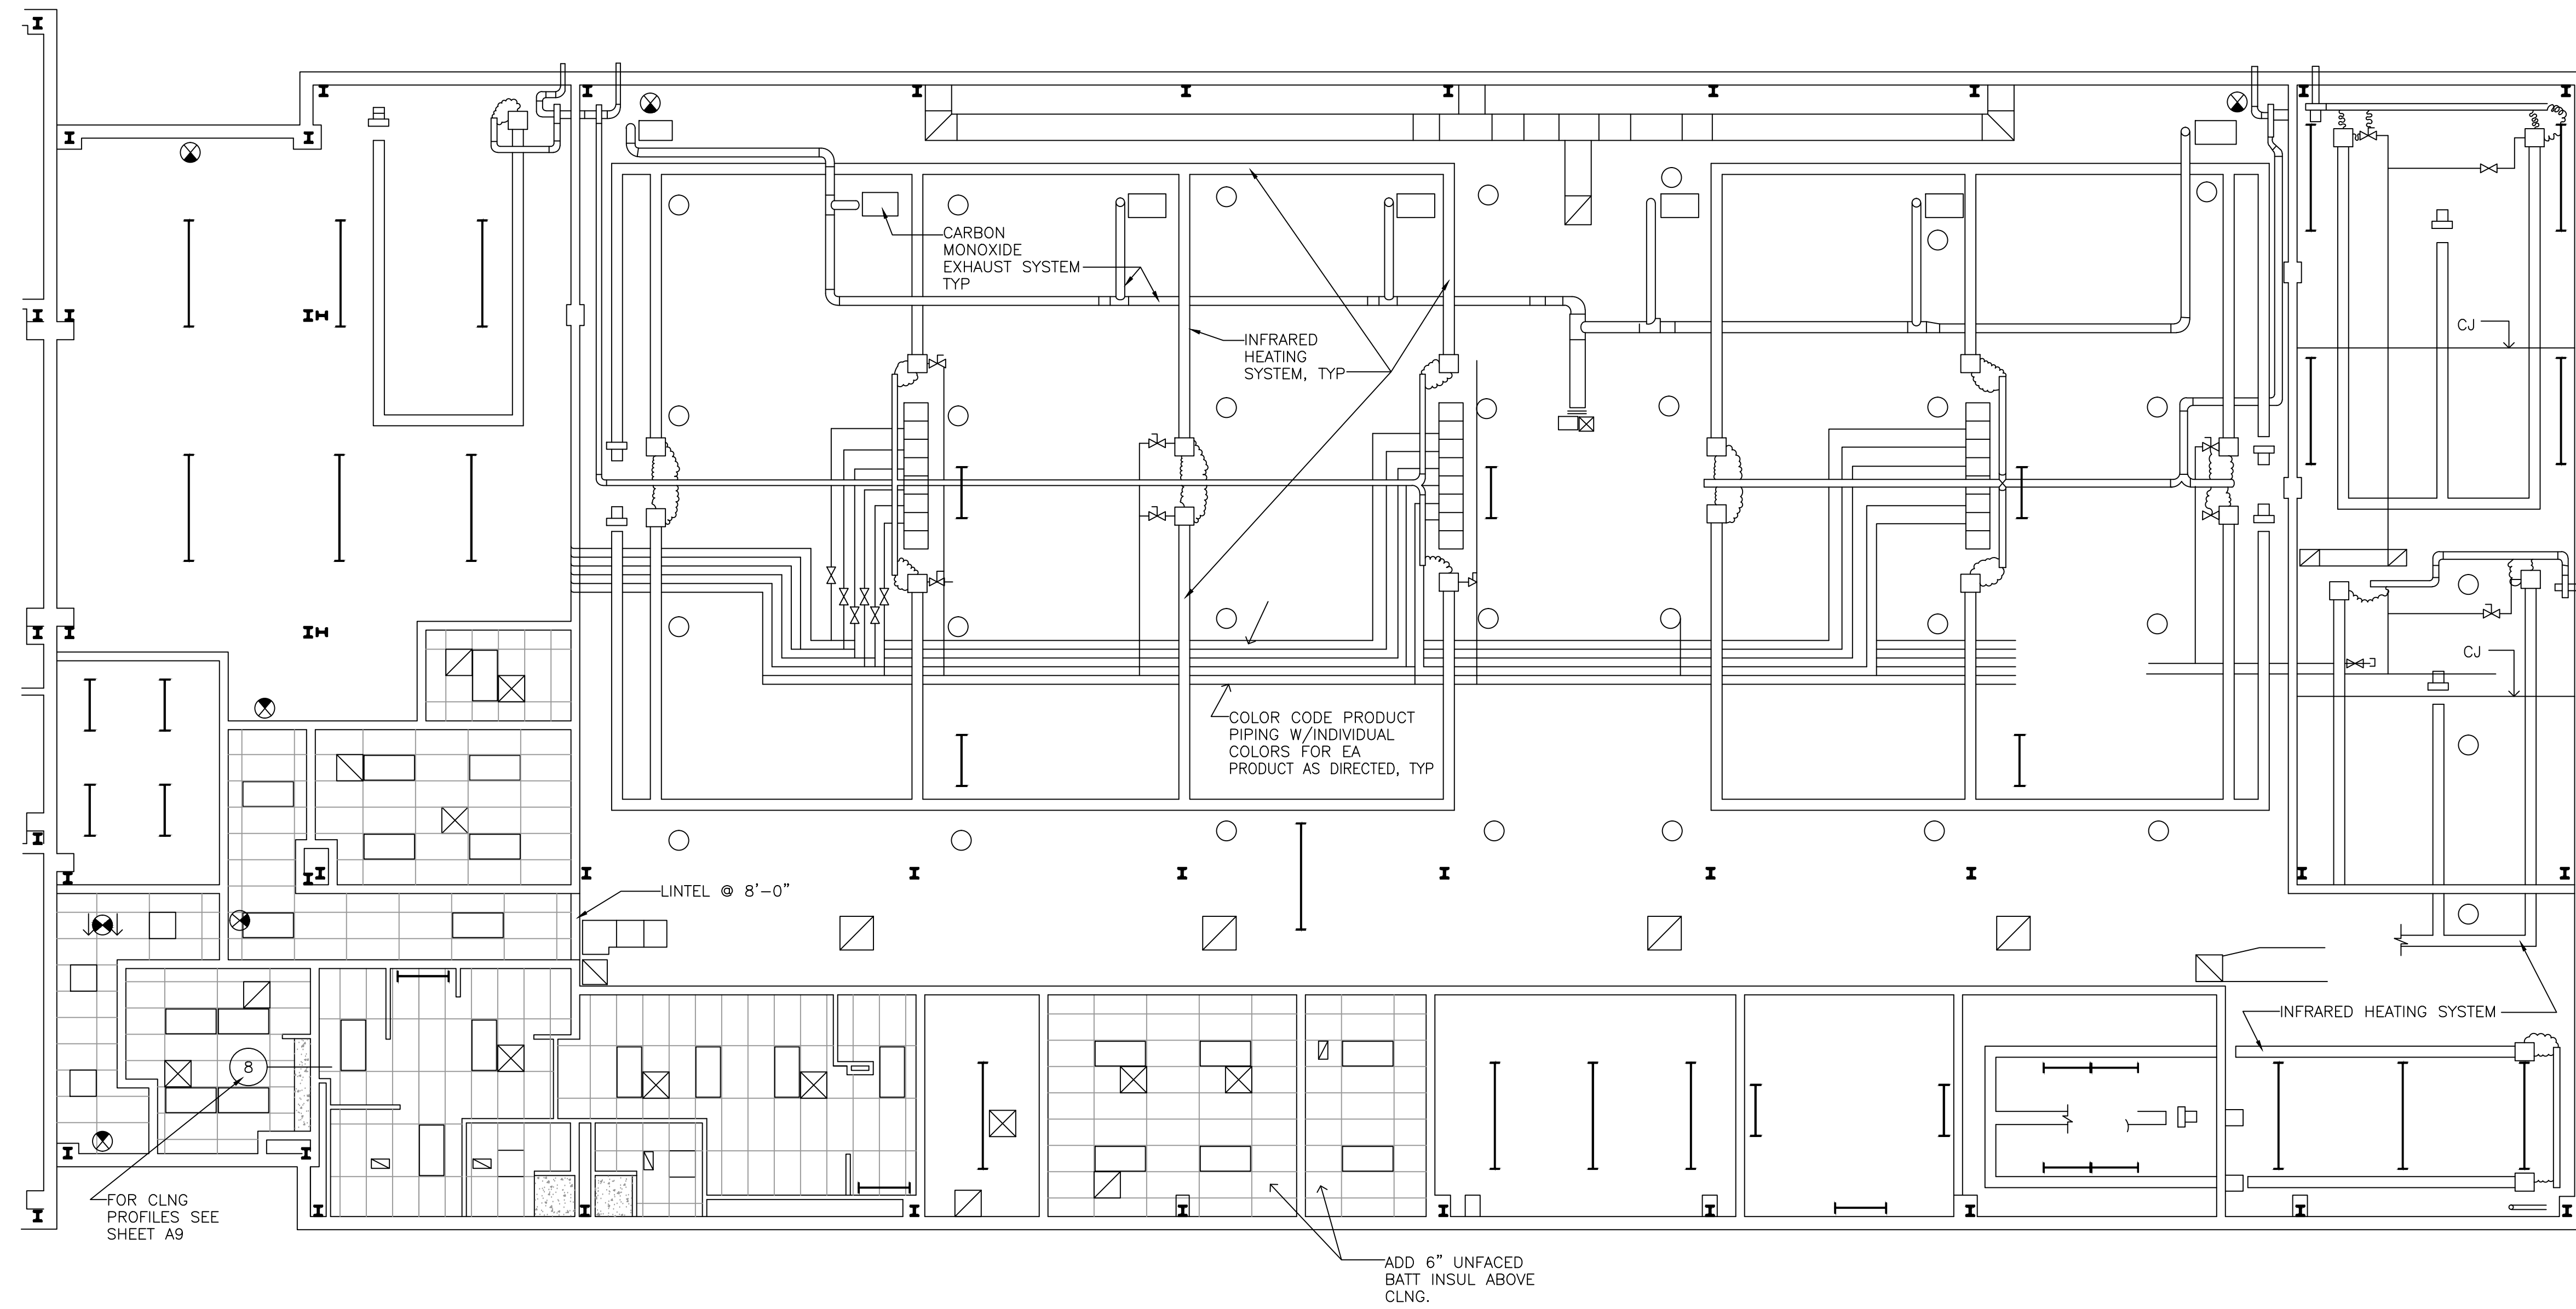 CARBON
MONOXIDE
EXHAUST SYSTEM
TYP
INFRARED
HEATING
SYSTEM, TYP
CJ
CJ
COLOR CODE PRODUCT
PIPING W/INDIVIDUAL
COLORS FOR EA
PRODUCT AS DIRECTED, TYP
LINTEL @ 8'-0"
INFRARED HEATING SYSTEM
8
FOR CLNG
PROFILES SEE
SHEET A9
ADD 6" UNFACED
BATT INSUL ABOVE
CLNG.